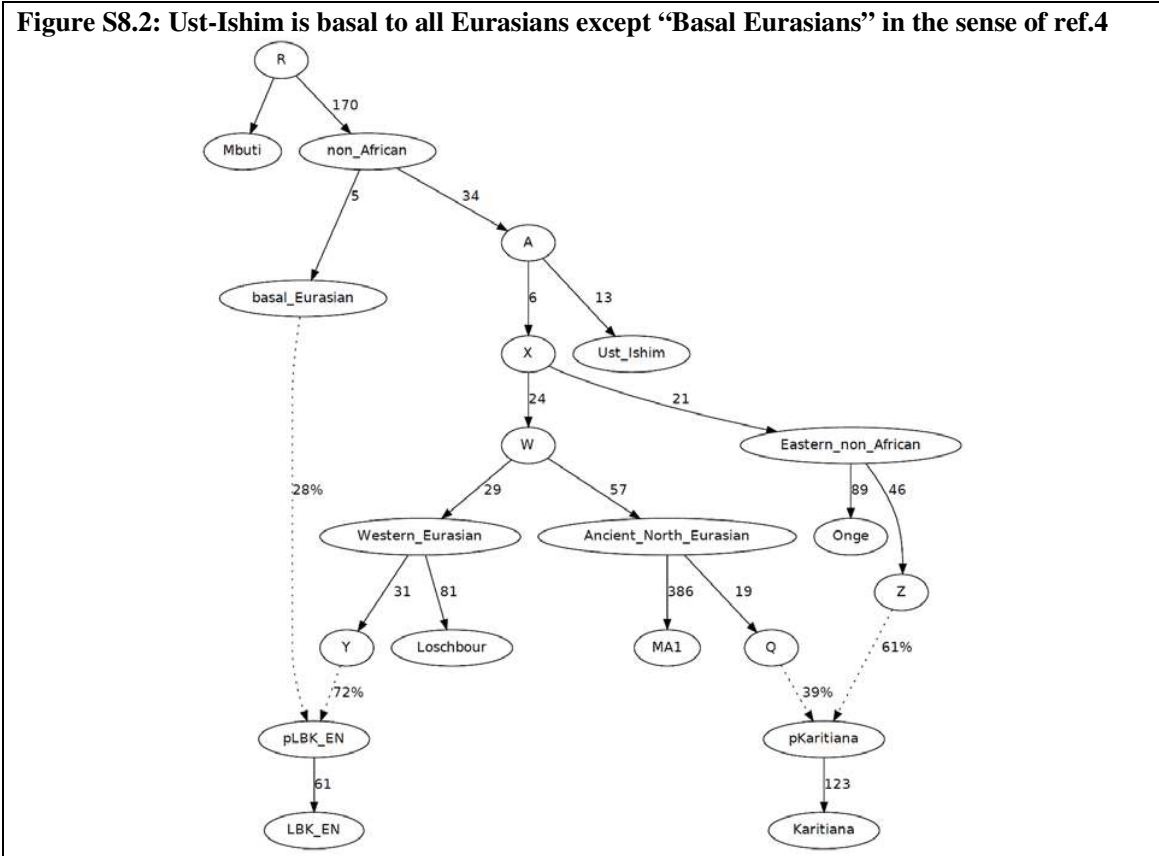 Figure S8.2: Ust-Ishim is basal to all Eurasians except “Basal Eurasians” in the sense of ref.4
R
170
Mbuti
non_African
5
34
A
basal_Eurasian
6
13
X
Ust_Ishim
24
21
W
Eastern_non_African
28%
29
57
89
46
Western_Eurasian
Ancient_North_Eurasian
Onge
31
81
386
19
Z
Y
Loschbour
MA1
Q
61%
72%
39%
pLBK_EN
pKaritiana
61
123
LBK_EN
Karitiana